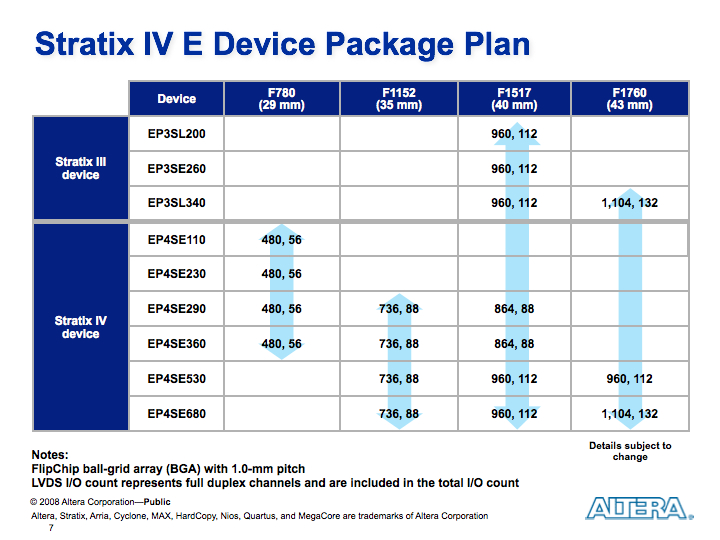 Stratix IV E Device Package Plan
Device F780 (29 mm) F1152 (35 mm) F1517 (40 mm) F1760 (43 mm)
Stratix III device
EP3SL200 960, 112
EP3SE260 960, 112
EP3SL340 960, 112 1,104, 132
Stratix IV device
EP4SE110 480, 56
EP4SE230 480, 56
EP4SE290 480, 56 736, 88 864, 88
EP4SE360 480, 56 736, 88 864, 88
EP4SE530 736, 88 960, 112 960, 112
EP4SE680 736, 88 960, 112 1,104, 132
Details subject to change
Notes:
FlipChip ball-grid array (BGA) with 1.0-mm pitch
LVDS I/O count represents full duplex channels and are included in the total I/O count
© 2008 Altera Corporation—Public
Altera, Stratix, Arria, Cyclone, MAX, HardCopy, Nios, Quartus, and MegaCore are trademarks of Altera Corporation
7
ALTERA®